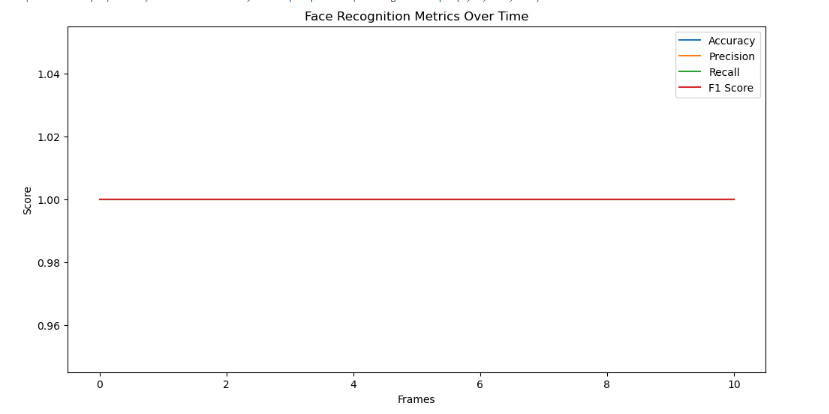 Face Recognition Metrics Over Time
Accuracy
Precision
Recall
F1 Score
1.04
1.02
1.00
0.98
0.96
Score
0 2 4 6 8 10
Frames